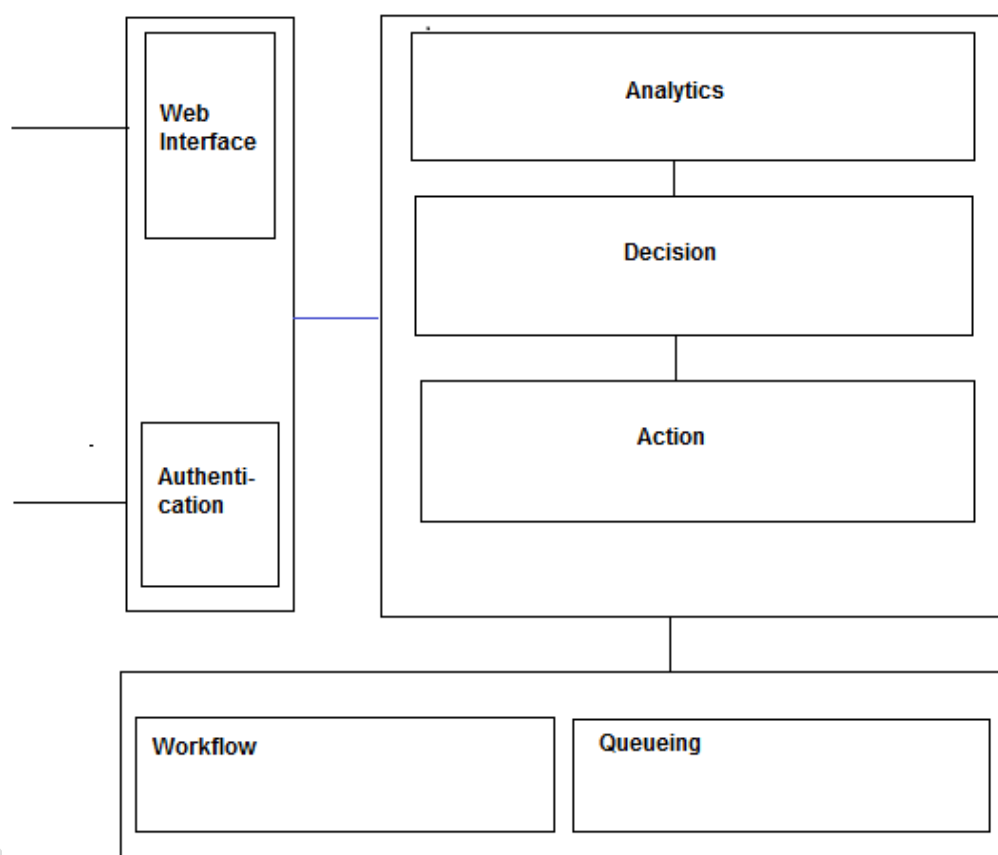 Web
Interface
Authenti-
cation
Analytics
Decision
Action
Workflow
Queueing